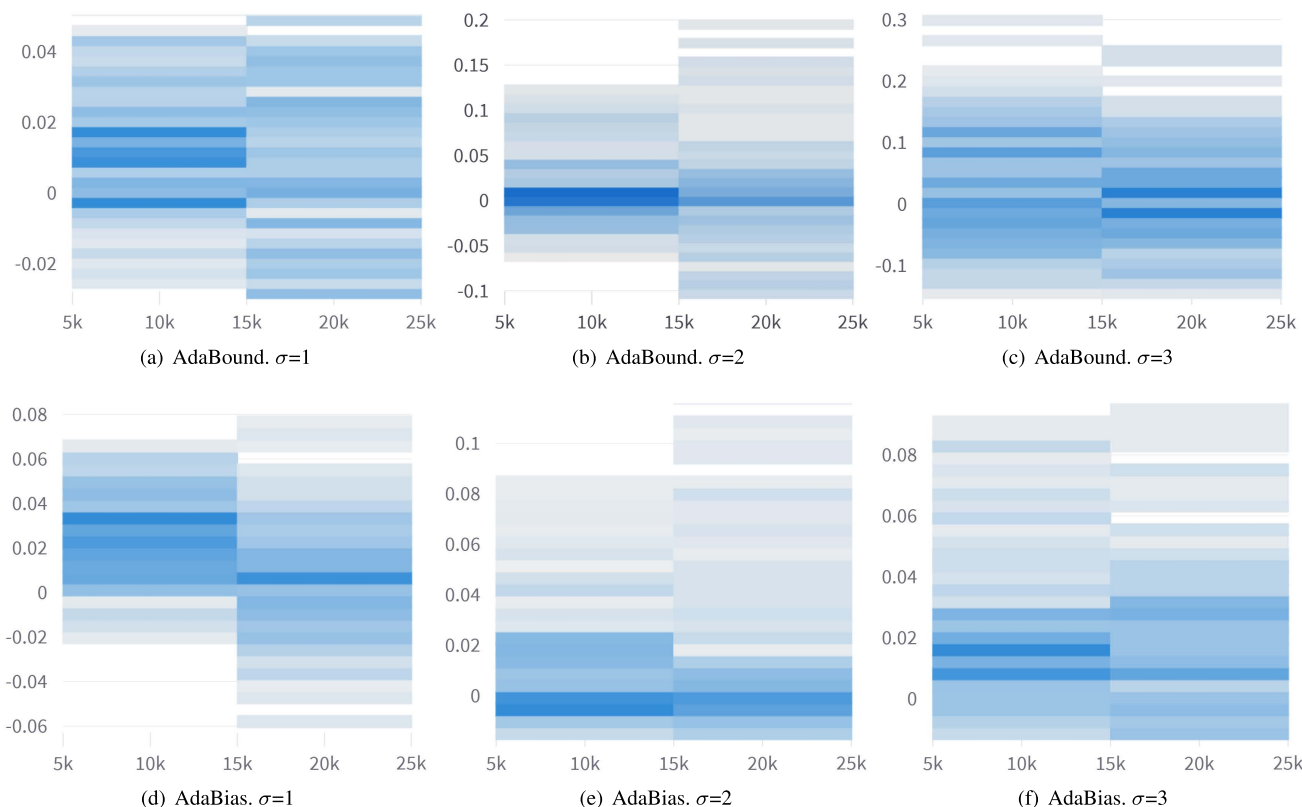 0.04
0.02
0
-0.02
5k 10k 15k 20k 25k
(a) AdaBound. σ=1
0.2
0.15
0.1
0.05
0
-0.05
-0.1
5k 10k 15k 20k 25k
(b) AdaBound. σ=2
0.3
0.2
0.1
0
-0.1
5k 10k 15k 20k 25k
(c) AdaBound. σ=3
0.08
0.06
0.04
0.02
0
-0.02
-0.04
-0.06
5k 10k 15k 20k 25k
(d) AdaBias. σ=1
0.1
0.08
0.06
0.04
0.02
0
5k 10k 15k 20k 25k
(e) AdaBias. σ=2
0.08
0.06
0.04
0.02
0
5k 10k 15k 20k 25k
(f) AdaBias. σ=3